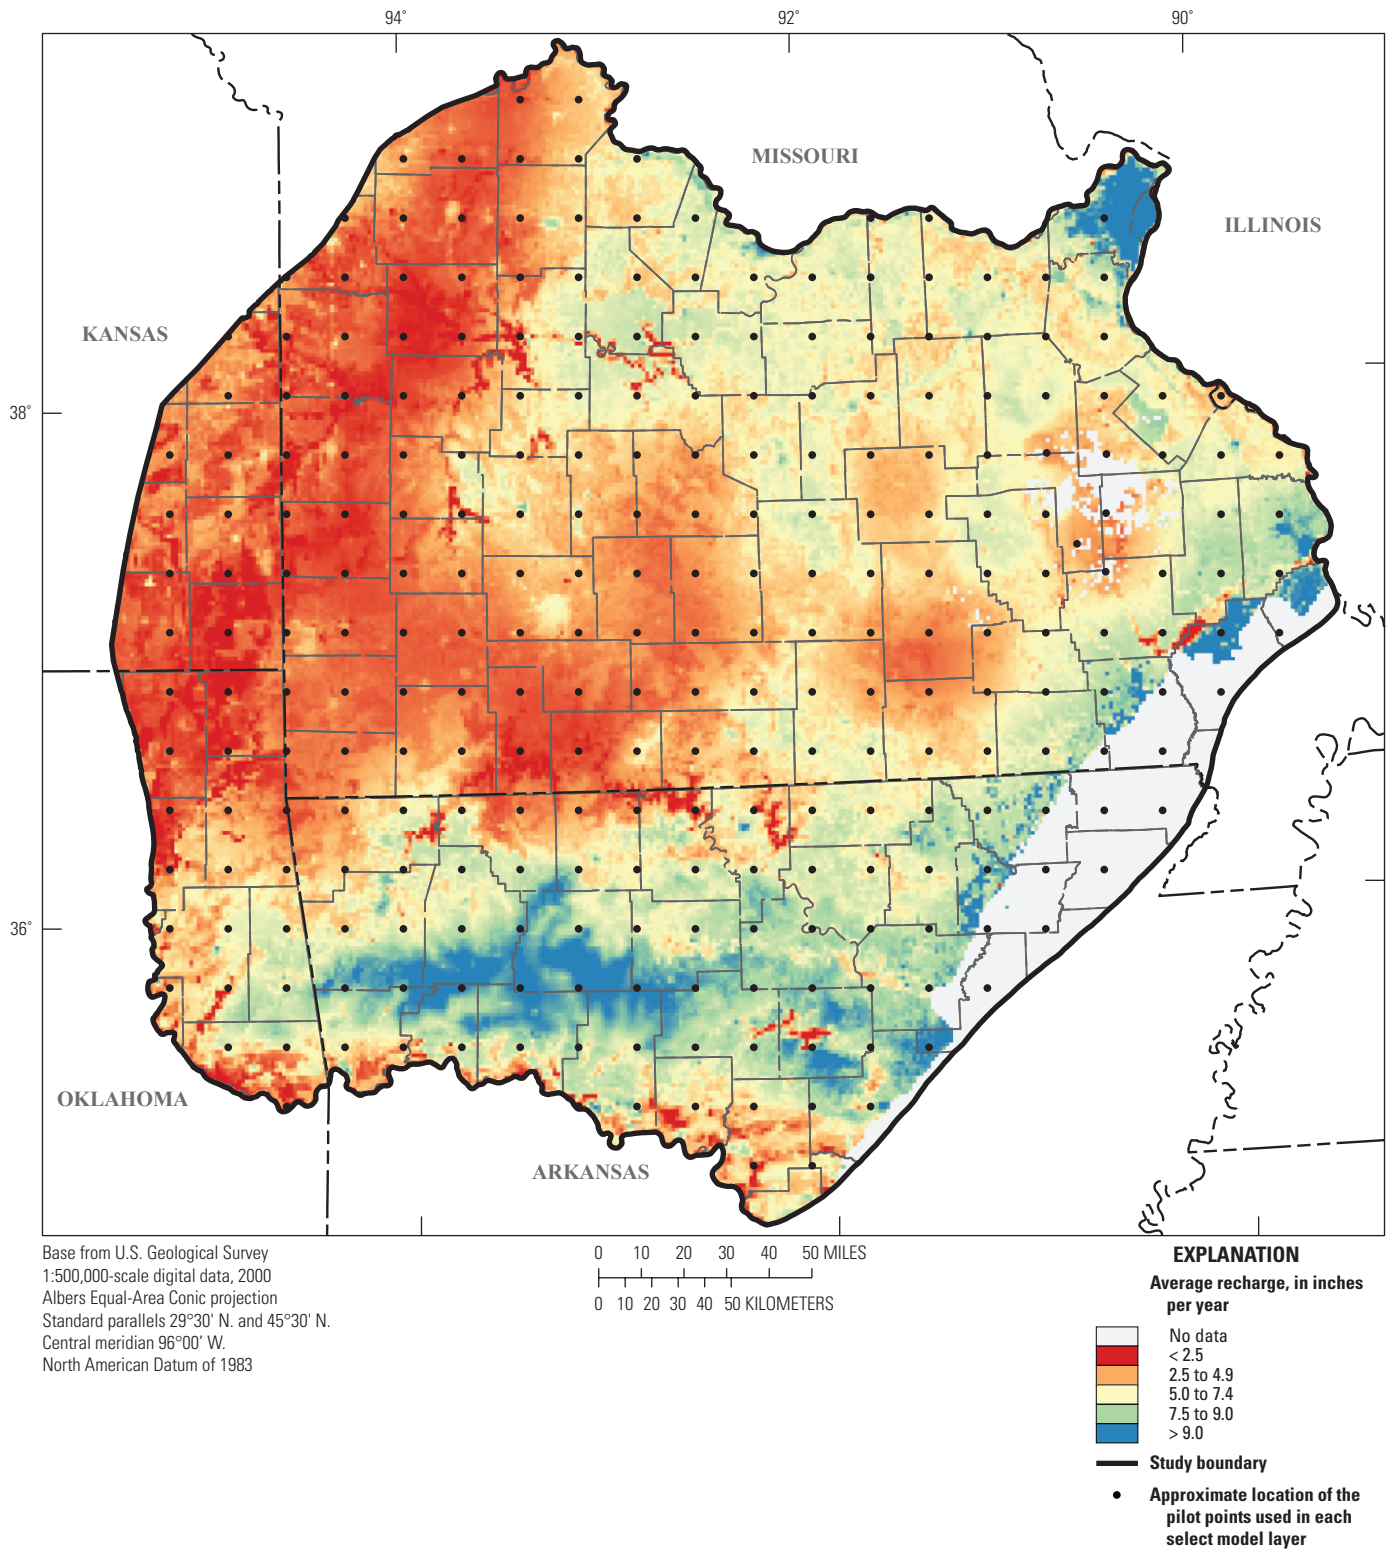 94°
92°
90°
MISSOURI
ILLINOIS
KANSAS
38°
36°
OKLAHOMA
ARKANSAS
Base from U.S. Geological Survey
1:500,000-scale digital data, 2000
Albers Equal-Area Conic projection
Standard parallels 29°30' N. and 45°30' N.
Central meridian 96°00' W.
North American Datum of 1983
0 10 20 30 40 50 MILES
0 10 20 30 40 50 KILOMETERS
EXPLANATION
Average recharge, in inches
per year
No data
< 2.5
2.5 to 4.9
5.0 to 7.4
7.5 to 9.0
> 9.0
Study boundary
Approximate location of the
pilot points used in each
select model layer